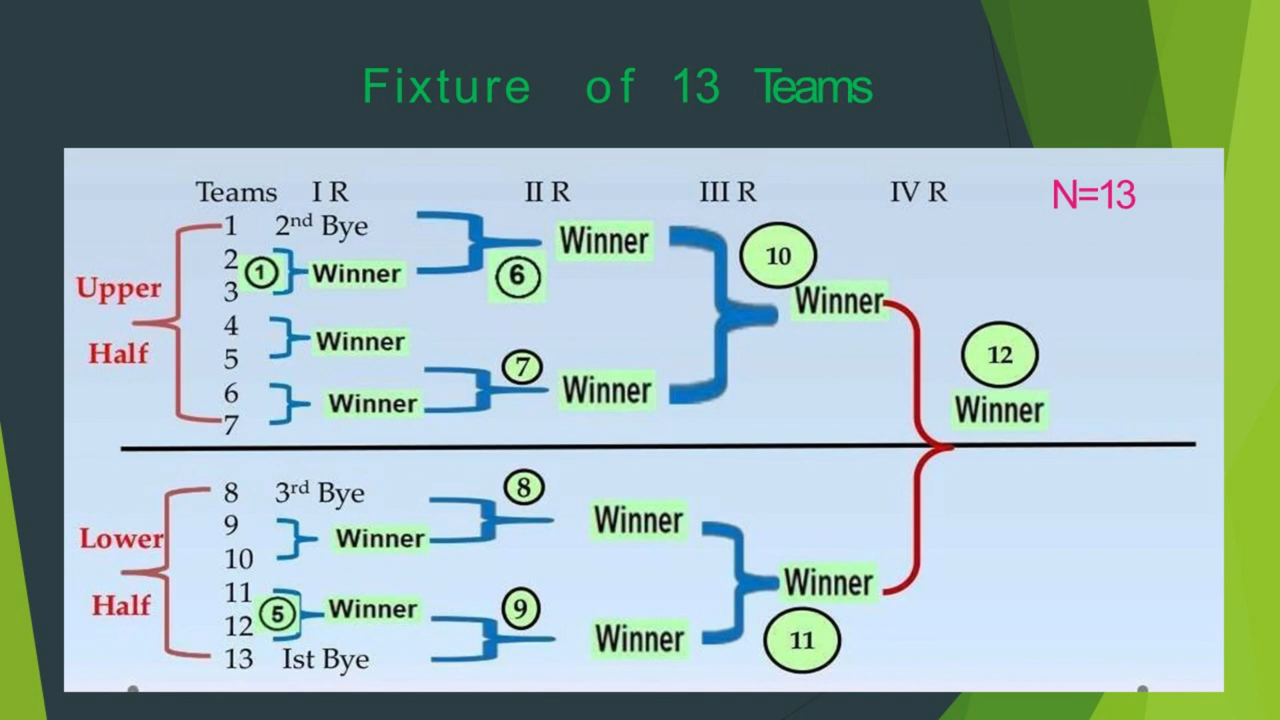 Fixture of 13 Teams
Teams I R II R III R IV R N=13
1 2nd Bye
Winner
2
① Winner
3
6
10
Upper
Winner
4
Winner
5
Half
7
12
6
Winner
Winner
Winner
7
8 3rd Bye
8
9
Winner
Lower
Winner
10
11
Winner
Half
5
Winner
9
12
Winner
11
13 Ist Bye